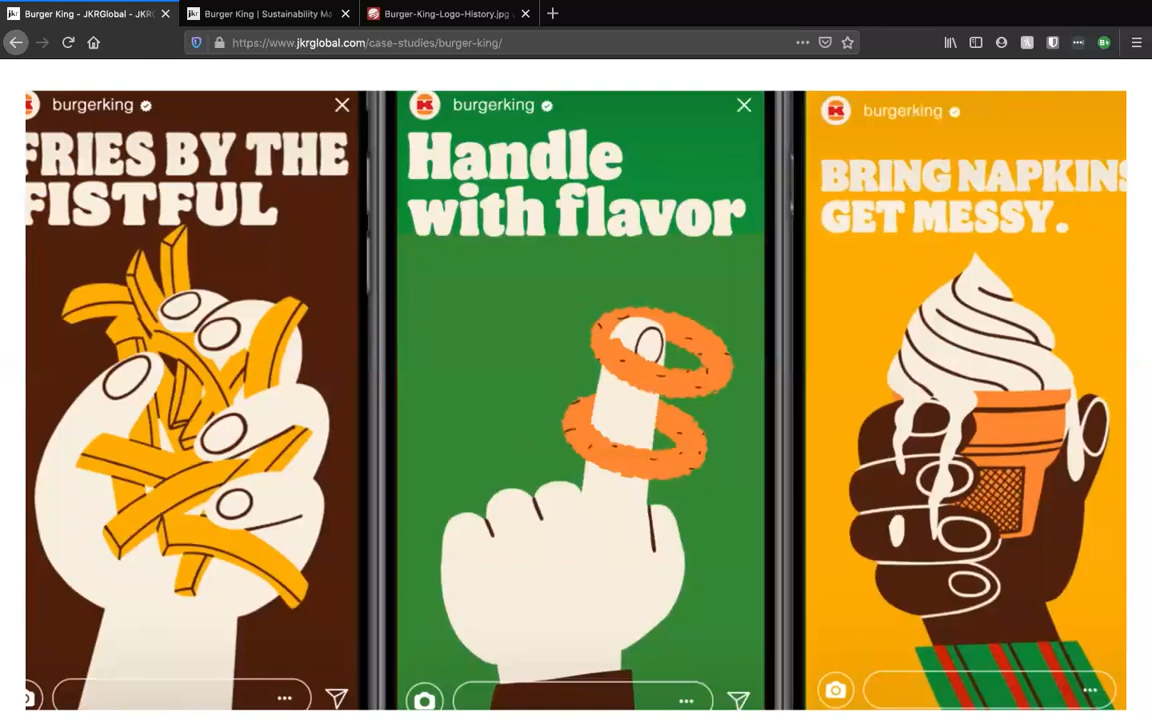 Burger King - JKRGlobal - JKRG
Burger King | Sustainability Ma
Burger-King-Logo-History.jpg
https://www.jkrglobal.com/case-studies/burger-king/
burgerking
FRIES BY THE
FISTFUL
burgerking
Handle
with flavor
burgerking
BRING NAPKINS
GET MESSY.